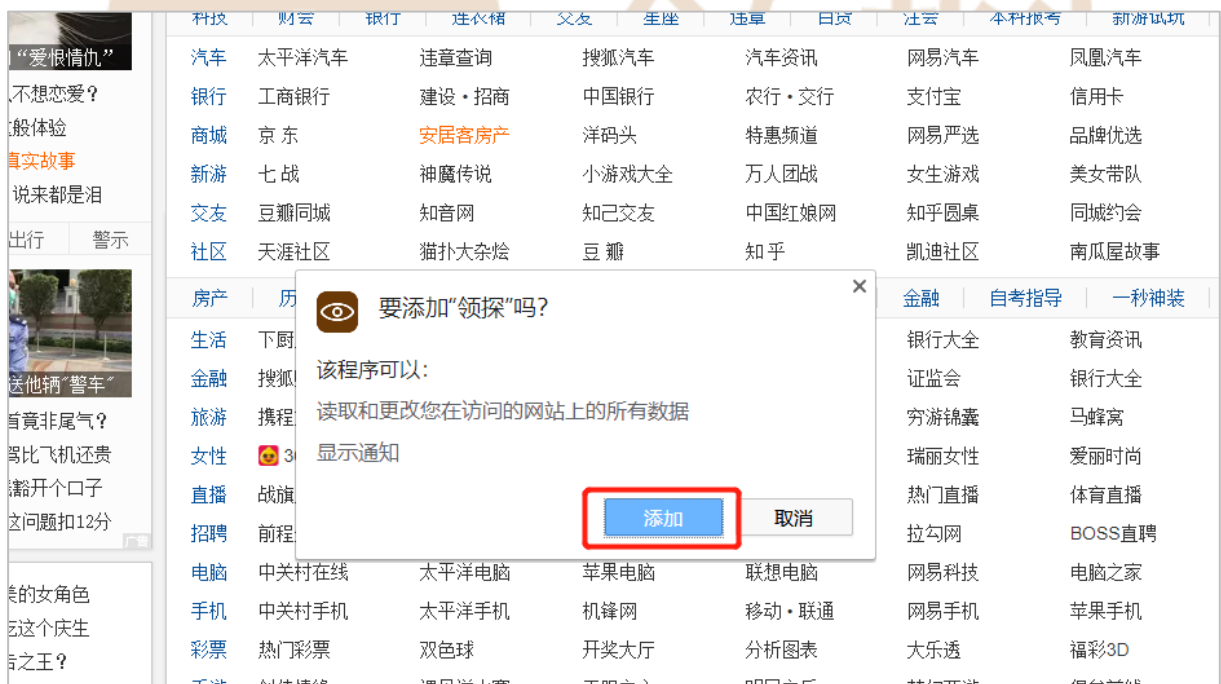 科技 财会 银行 连衣裙 交友 星座 违章 百货 社会 本科报考 新游试玩
“爱恨情仇”
汽车 太平洋汽车 违章查询 搜狐汽车 汽车资讯 网易汽车 凤凰汽车
不想恋爱?
银行 工商银行 建设·招商 中国银行 农行·交行 支付宝 信用卡
般体验
商城 京东 安居客房产 洋码头 特惠频道 网易严选 品牌优选
真实故事
新游 七战 神魔传说 小游戏大全 万人团战 女生游戏 美女带队
说来都是泪
交友 豆瓣同城 知音网 知己交友 中国红娘网 知乎圆桌 同城约会
出行 警示
社区 天涯社区 猫扑大杂烩 豆瓣 知乎 凯迪社区 南瓜屋故事
房产 历 金融 自考指导 一秒神装
要添加“领探”吗?
生活 下厨 银行大全 教育资讯
该程序可以:
金融 搜狐 证监会 银行大全
送他辆“警车”
读取和更改您在访问的网站上的所有数据
旅游 携程 穷游锦囊 马蜂窝
首竟非尾气?
显示通知
女性 36 瑞丽女性 爱丽时尚
驾比飞机还贵
直播 战旗 热门直播 体育直播
豁开个口子
添加 取消
招聘 前程 拉勾网 BOSS直聘
这问题扣12分
广告
电脑 中关村在线 太平洋电脑 苹果电脑 联想电脑 网易科技 电脑之家
美的女角色
手机 中关村手机 太平洋手机 机锋网 移动·联通 网易手机 苹果手机
这个庆生
彩票 热门彩票 双色球 开奖大厅 分析图表 大乐透 福彩3D
告之王?